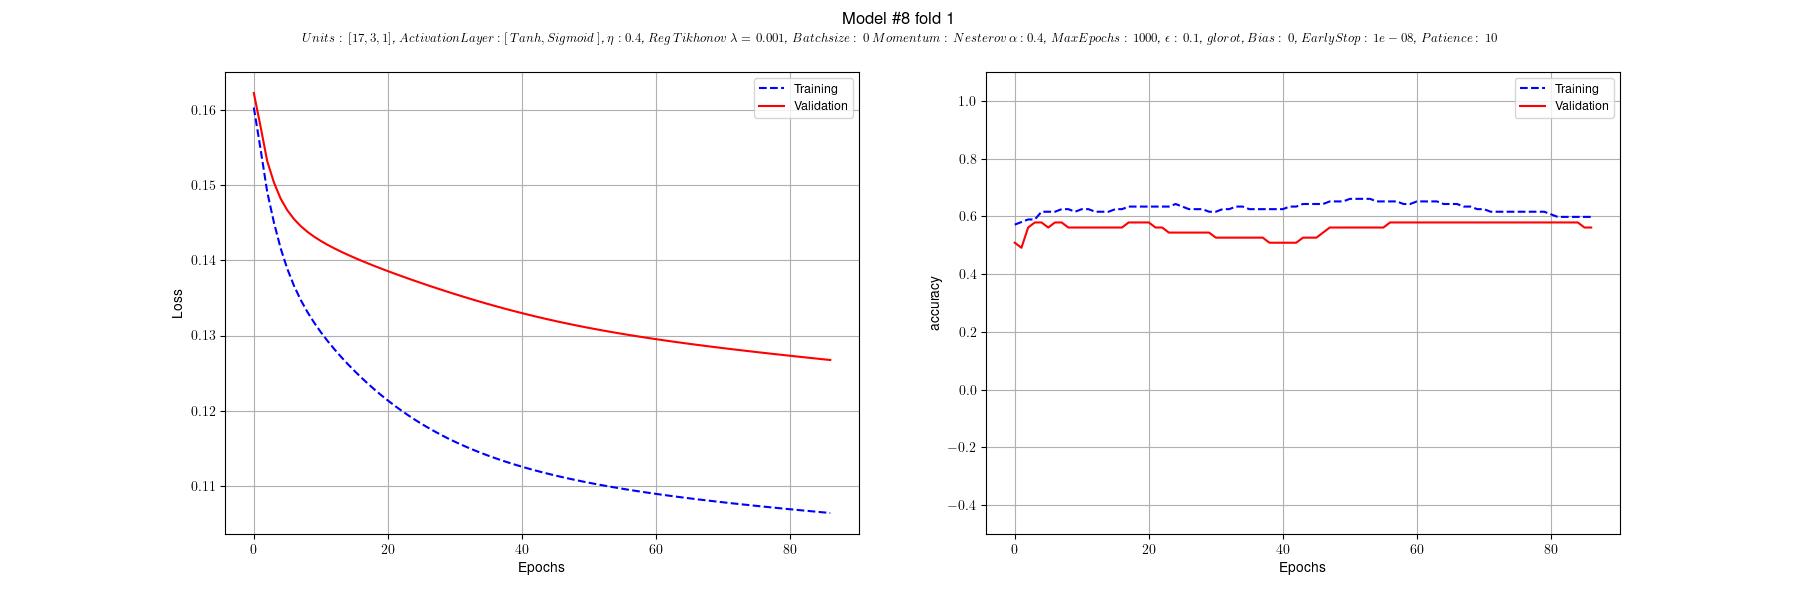 Model #8 fold 1
Units : [17, 3, 1], ActivationLayer : [ Tanh, Sigmoid ], η : 0.4, Reg Tikhonov λ = 0.001, Batchsize : 0 Momentum : Nesterov α : 0.4, MaxEpochs : 1000, ϵ : 0.1, glorot, Bias : 0, EarlyStop : 1e − 08, Patience : 10
Training
Validation
0.16
0.15
0.14
0.13
0.12
0.11
Loss
0 20 40 60 80
Epochs
Training
Validation
1.0
0.8
0.6
0.4
0.2
0.0
−0.2
−0.4
accuracy
0 20 40 60 80
Epochs